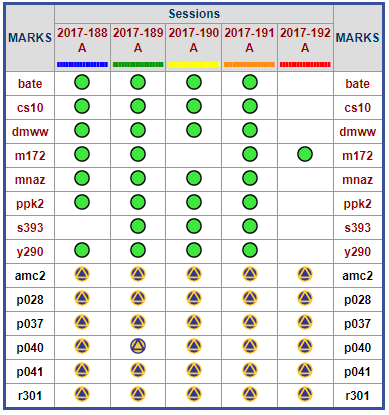 Sessions
MARKS 2017-188 2017-189 2017-190 2017-191 2017-192 MARKS
A A A A A
bate bate
cs10 cs10
dmww dmww
m172 m172
mnaz mnaz
ppk2 ppk2
s393 s393
y290 y290
amc2 amc2
p028 p028
p037 p037
p040 p040
p041 p041
r301 r301